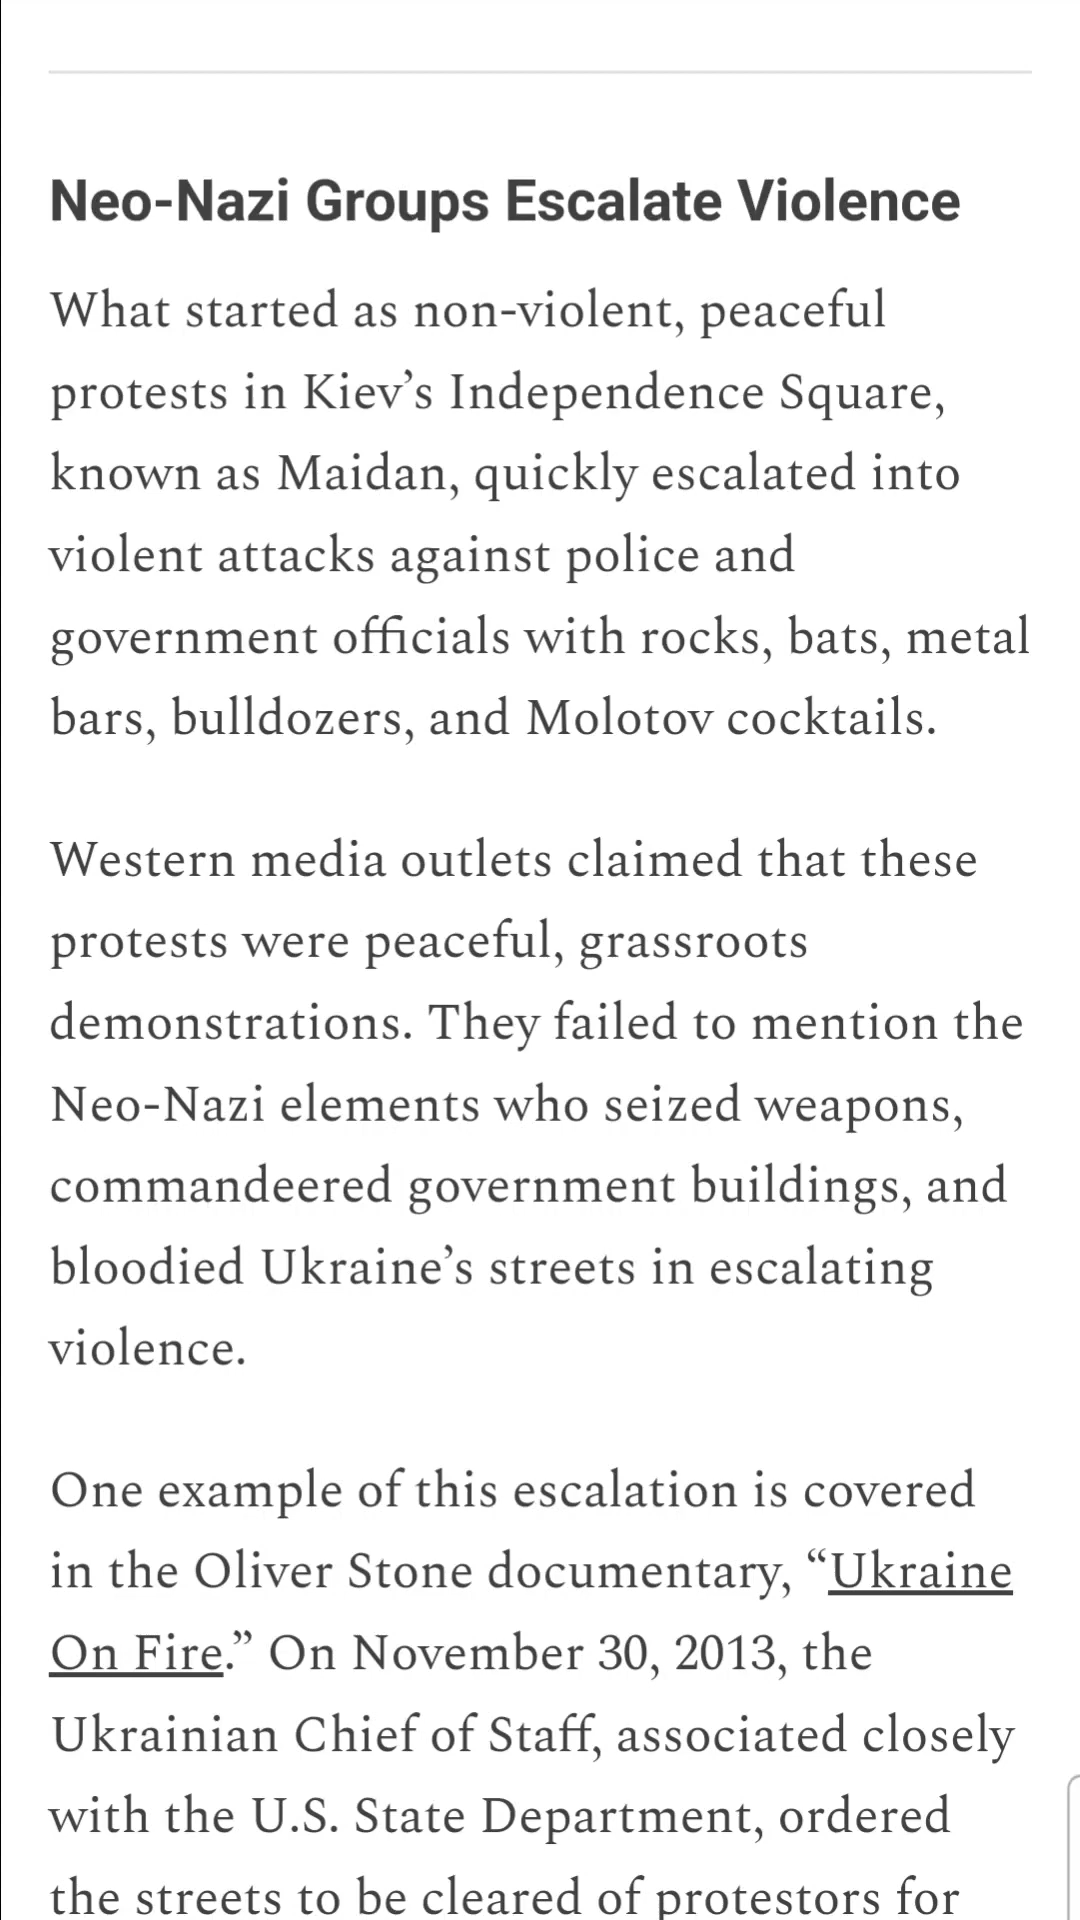 Neo-Nazi Groups Escalate Violence
What started as non-violent, peaceful
protests in Kiev’s Independence Square,
known as Maidan, quickly escalated into
violent attacks against police and
government officials with rocks, bats, metal
bars, bulldozers, and Molotov cocktails.
Western media outlets claimed that these
protests were peaceful, grassroots
demonstrations. They failed to mention the
Neo-Nazi elements who seized weapons,
commandeered government buildings, and
bloodied Ukraine’s streets in escalating
violence.
One example of this escalation is covered
in the Oliver Stone documentary, “Ukraine
On Fire.” On November 30, 2013, the
Ukrainian Chief of Staff, associated closely
with the U.S. State Department, ordered
the streets to be cleared of protestors for